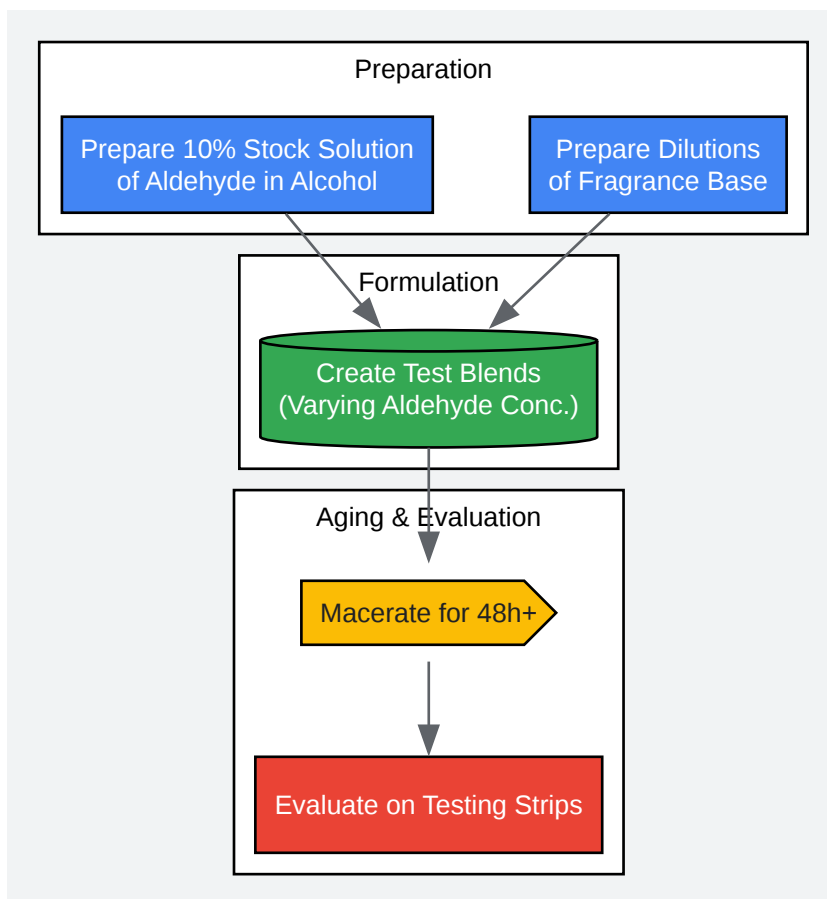 Preparation
Prepare 10% Stock Solution
of Aldehyde in Alcohol
Prepare Dilutions
of Fragrance Base
Formulation
Create Test Blends
(Varying Aldehyde Conc.)
Aging & Evaluation
Macerate for 48h+
Evaluate on Testing Strips